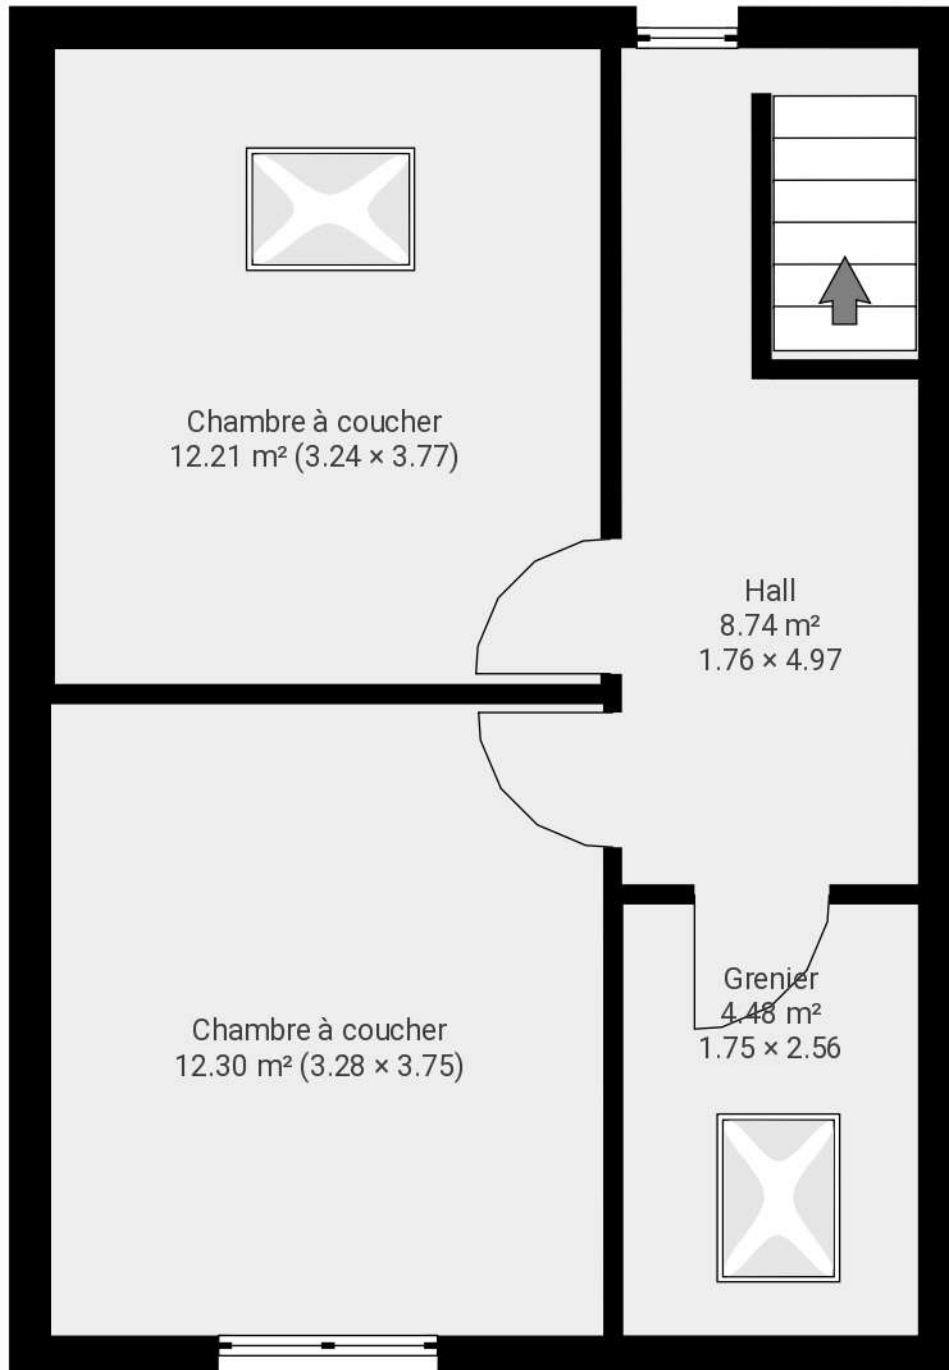 Chambre à coucher
12.21 m² (3.24 × 3.77)
Hall
8.74 m²
1.76 × 4.97
Grenier
4.48 m²
1.75 × 2.56
Chambre à coucher
12.30 m² (3.28 × 3.75)